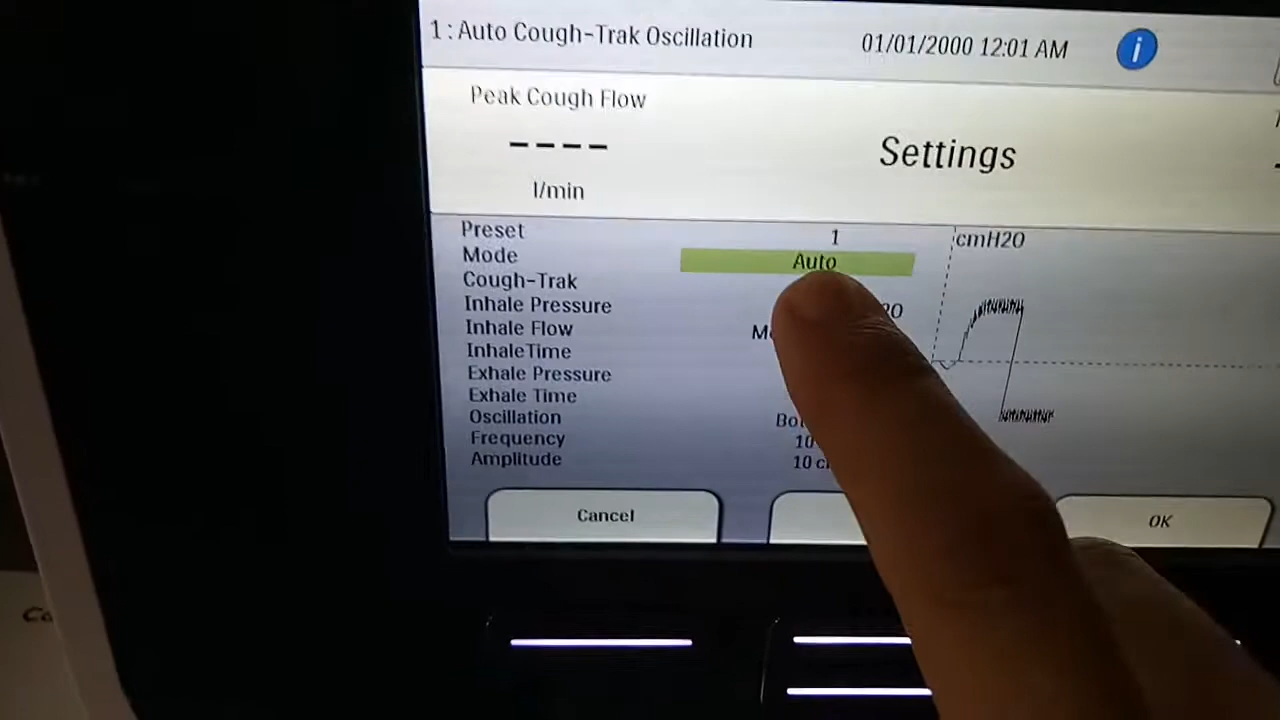 1: Auto Cough-Trak Oscillation 01/01/2000 12:01 AM i
Peak Cough Flow
----
l/min
Settings
Preset 1
Mode Auto
Cough-Trak
Inhale Pressure
Inhale Flow
InhaleTime
Exhale Pressure
Exhale Time
Oscillation
Frequency 10
Amplitude 10
cmH2O
Cancel
OK